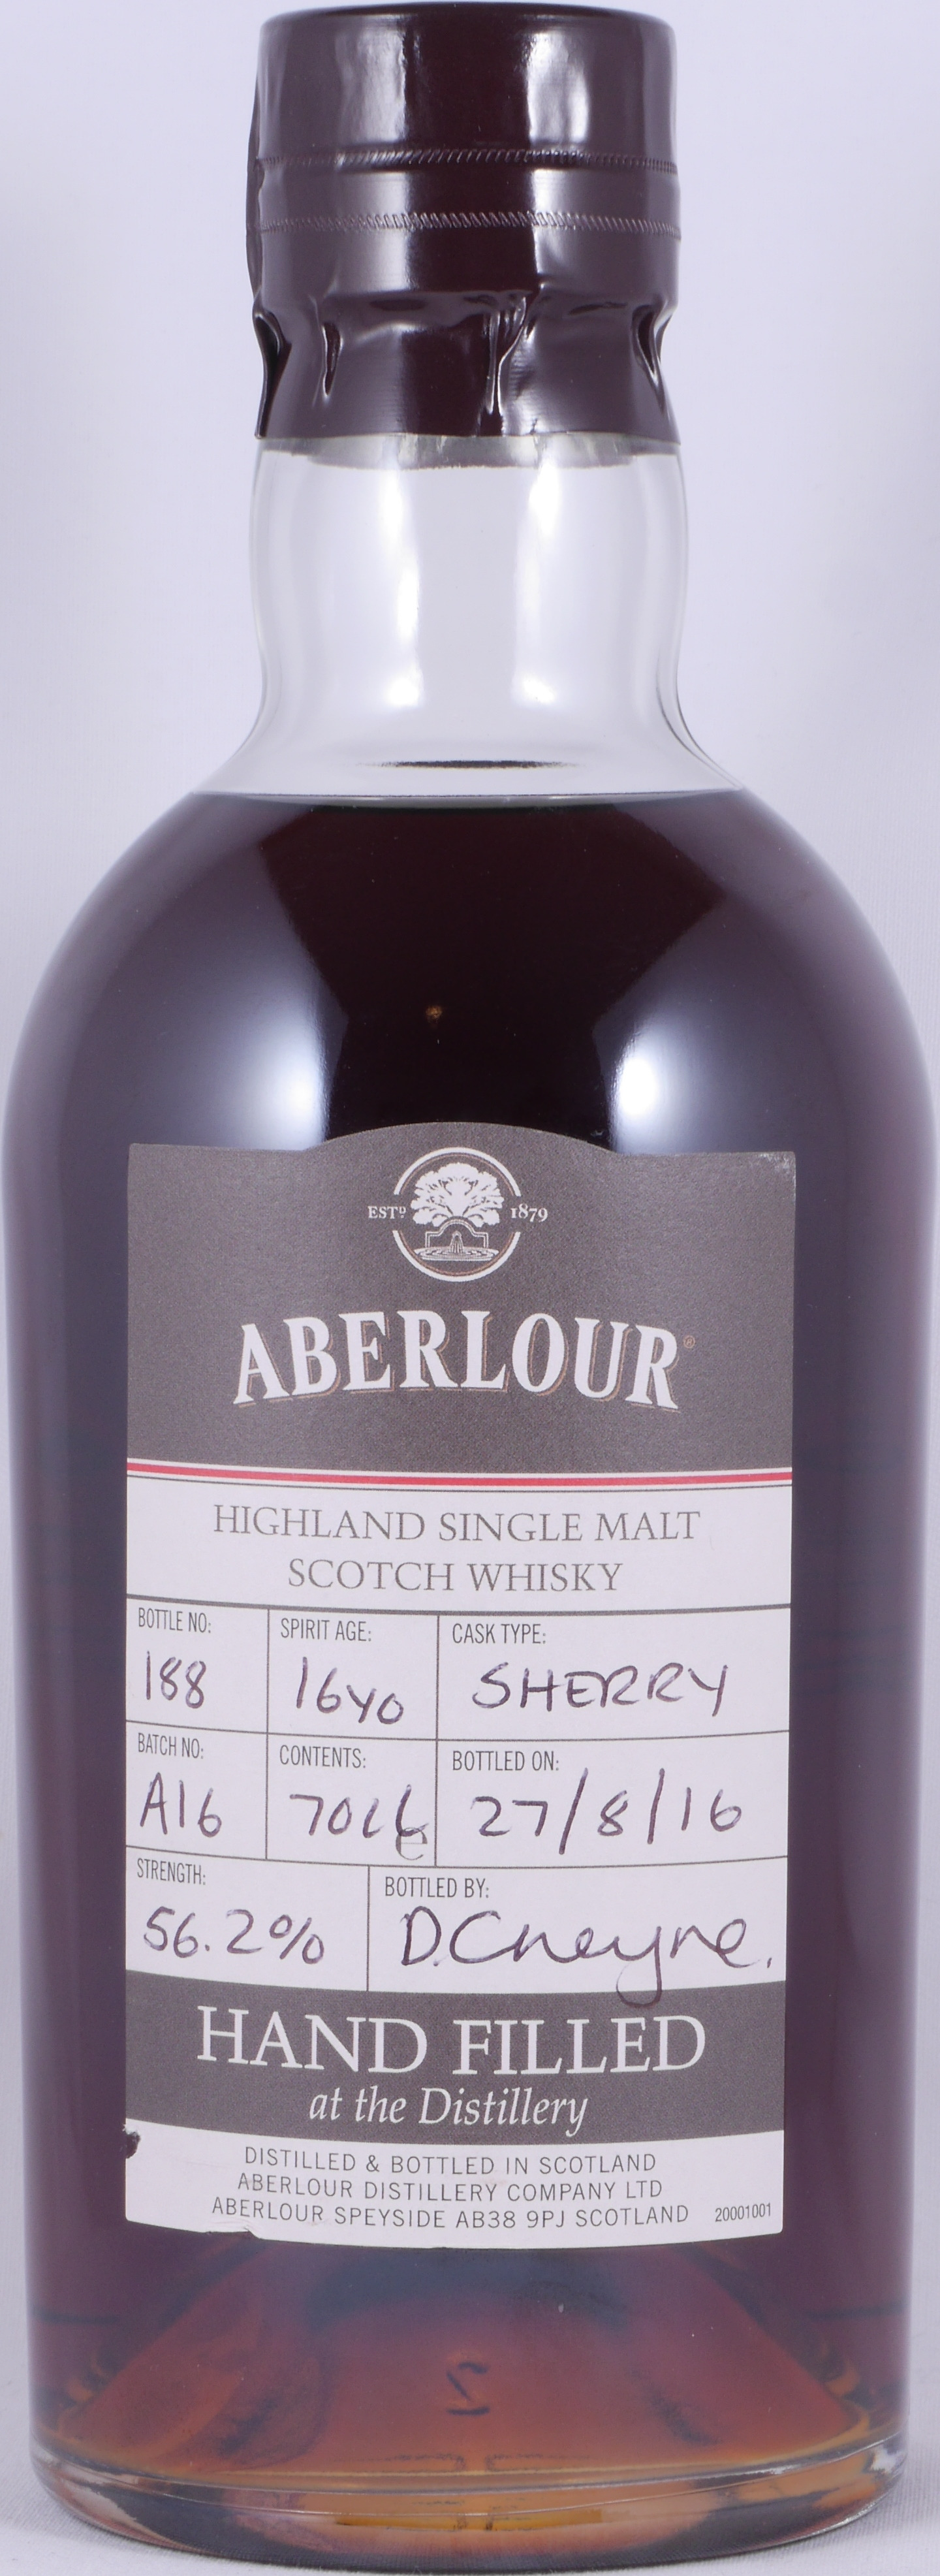 ESTD 1879
ABERLOUR®
HIGHLAND SINGLE MALT
SCOTCH WHISKY
BOTTLE NO: SPIRIT AGE: CASK TYPE:
188 16YO SHERRY
BATCH NO: CONTENTS: BOTTLED ON:
A16 70cl e 27/8/16
STRENGTH: BOTTLED BY:
56.2% D.Cheyne.
HAND FILLED
at the Distillery
DISTILLED & BOTTLED IN SCOTLAND
ABERLOUR DISTILLERY COMPANY LTD
ABERLOUR SPEYSIDE AB38 9PJ SCOTLAND 20001001
2